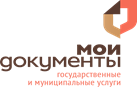 мои
документы
государственные
и муниципальные услуги